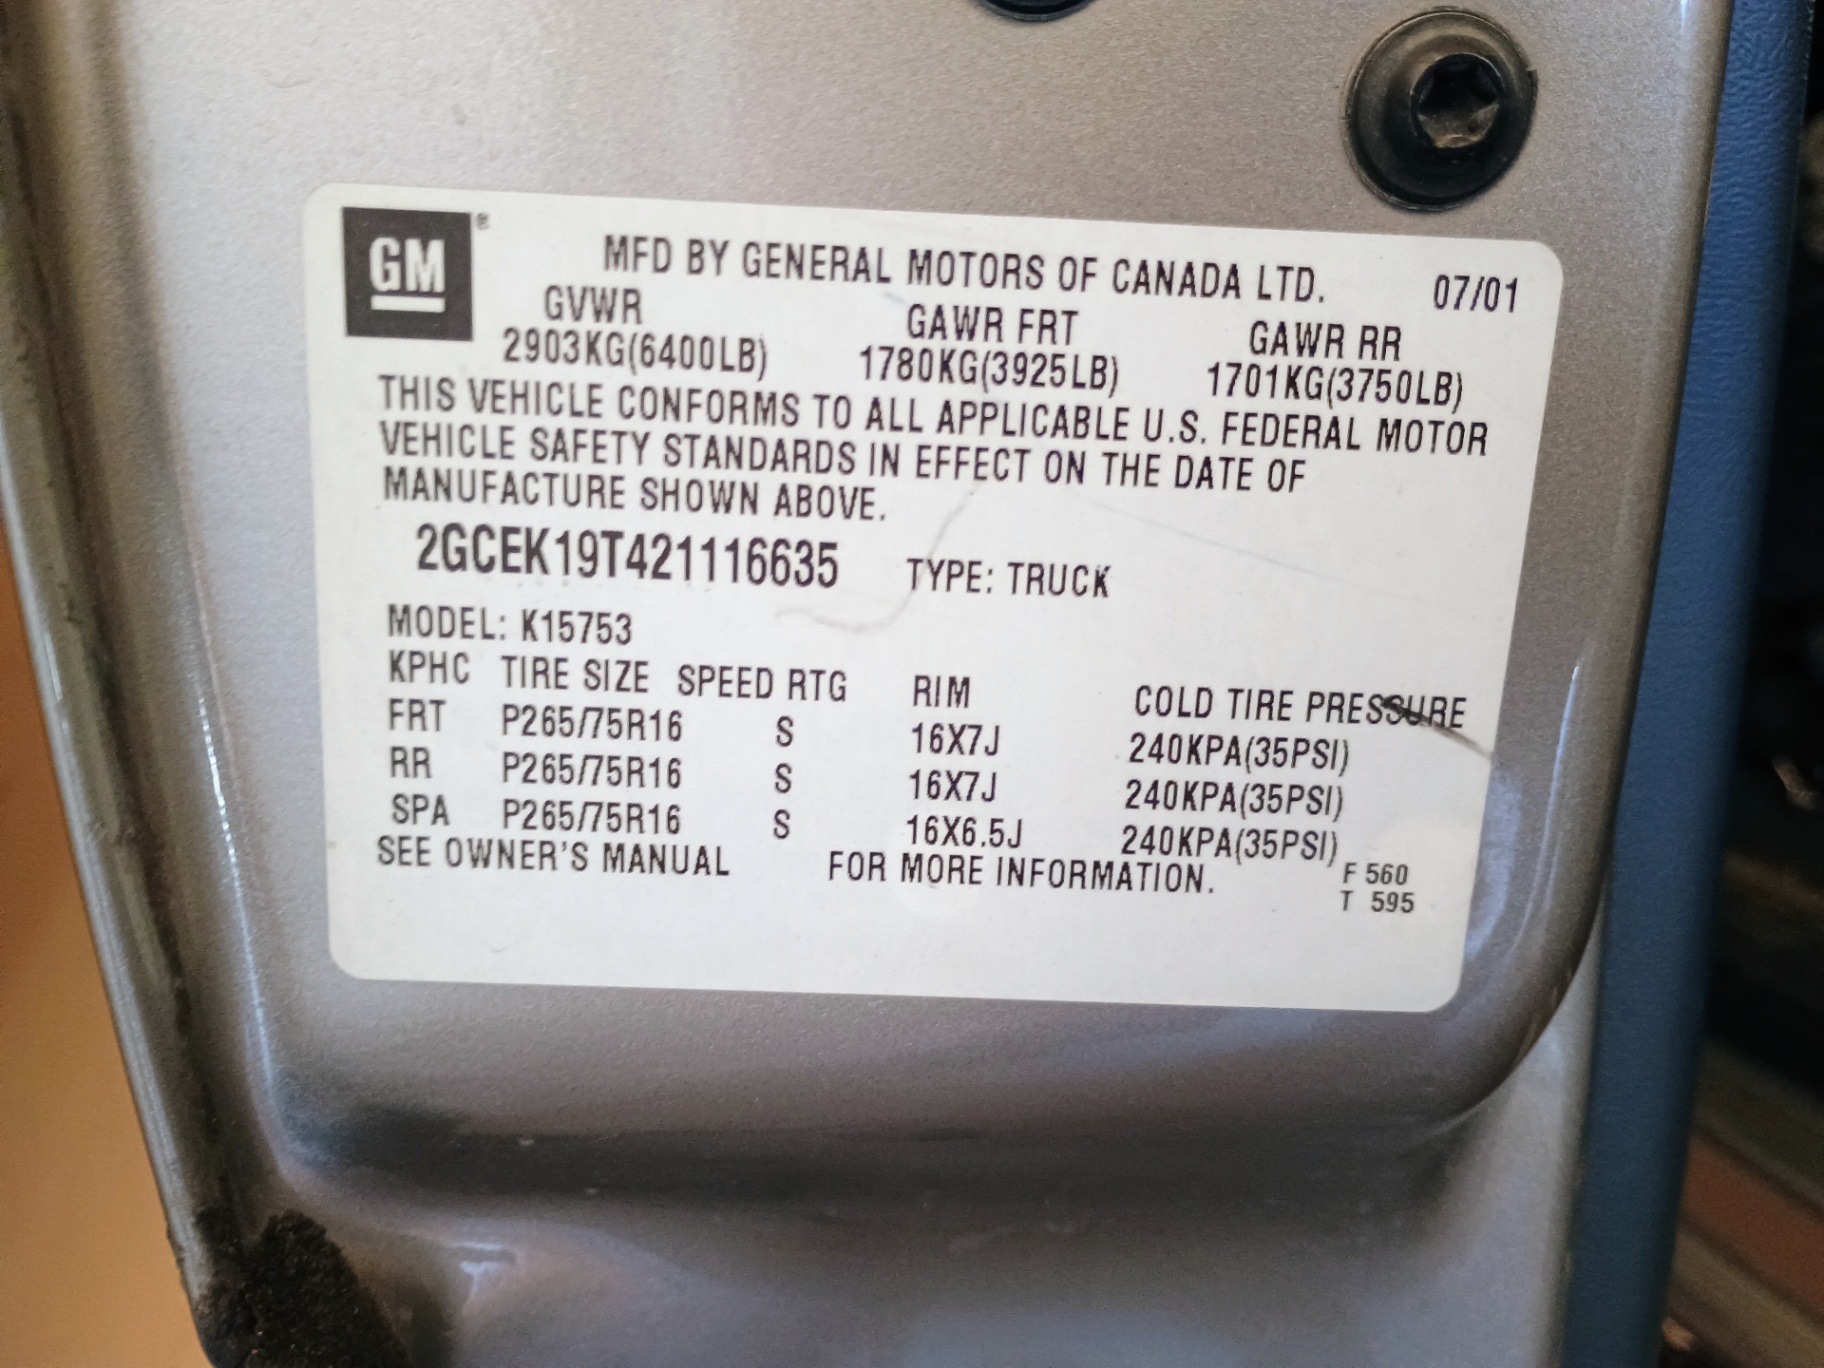 GM ®
MFD BY GENERAL MOTORS OF CANADA LTD. 07/01
GVWR GAWR FRT GAWR RR
2903KG(6400LB) 1780KG(3925LB) 1701KG(3750LB)
THIS VEHICLE CONFORMS TO ALL APPLICABLE U.S. FEDERAL MOTOR
VEHICLE SAFETY STANDARDS IN EFFECT ON THE DATE OF
MANUFACTURE SHOWN ABOVE.
2GCEK19T421116635 TYPE: TRUCK
MODEL: K15753
KPHC TIRE SIZE SPEED RTG RIM COLD TIRE PRESSURE
FRT P265/75R16 S 16X7J 240KPA(35PSI)
RR P265/75R16 S 16X7J 240KPA(35PSI)
SPA P265/75R16 S 16X6.5J 240KPA(35PSI)
SEE OWNER'S MANUAL FOR MORE INFORMATION. F 560
T 595